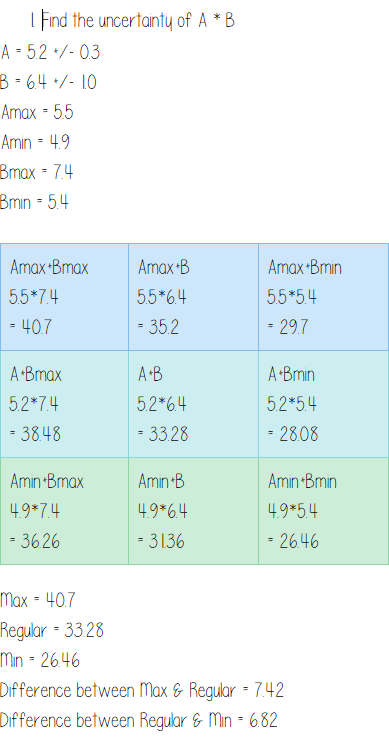 1. Find the uncertainty of A * B
A = 5.2 +/- 0.3
B = 6.4 +/- 1.0
Amax = 5.5
Amin = 4.9
Bmax = 7.4
Bmin = 5.4
Amax*Bmax
5.5*7.4
= 40.7
Amax*B
5.5*6.4
= 35.2
Amax*Bmin
5.5*5.4
= 29.7
A*Bmax
5.2*7.4
= 38.48
A*B
5.2*6.4
= 33.28
A*Bmin
5.2*5.4
= 28.08
Amin*Bmax
4.9*7.4
= 36.26
Amin*B
4.9*6.4
= 31.36
Amin*Bmin
4.9*5.4
= 26.46
Max = 40.7
Regular = 33.28
Min = 26.46
Difference between Max & Regular = 7.42
Difference between Regular & Min = 6.82